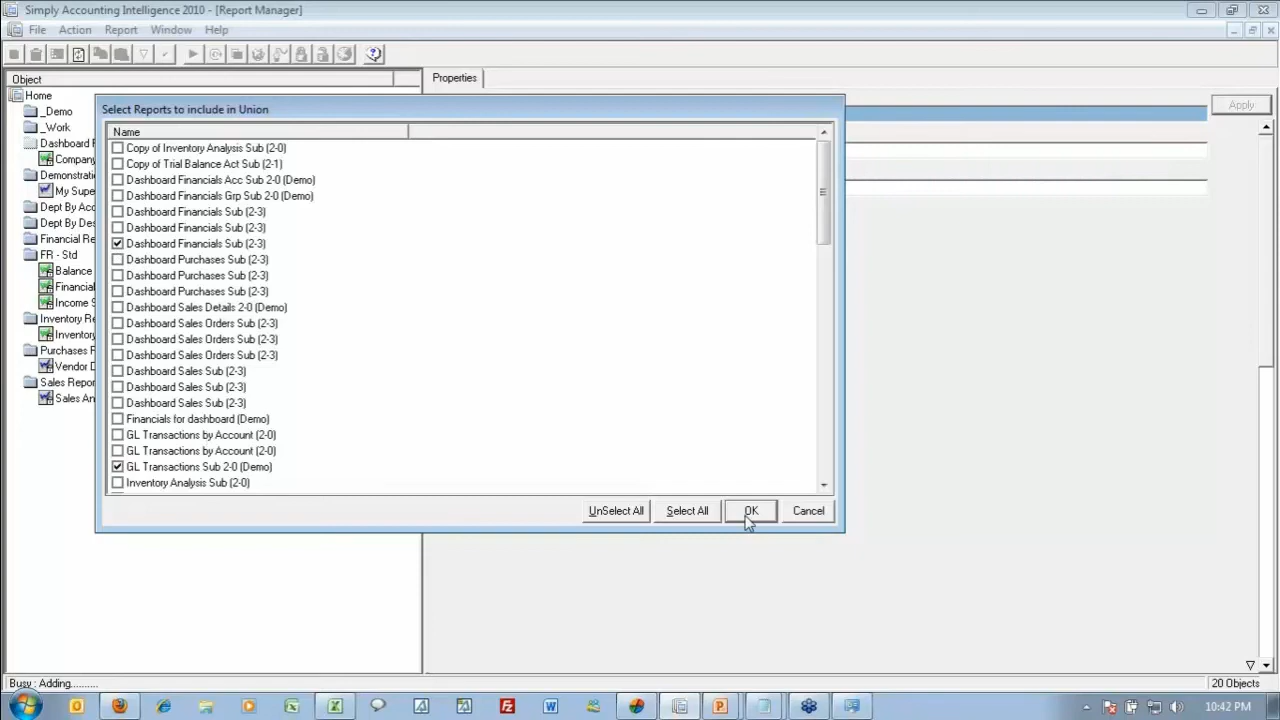 Simply Accounting Intelligence 2010 - [Report Manager]
File Action Report Window Help
Object
Properties
Home
_Demo
_Work
Dashboard F
Company
Demonstrati
My Supe
Dept By Acc
Dept By Des
Financial Re
FR - Std
Balance
Financial
Income S
Inventory Re
Inventory
Purchases R
Vendor D
Sales Repor
Sales An
Apply
Select Reports to include in Union
Name
Copy of Inventory Analysis Sub (2-0)
Copy of Trial Balance Act Sub (2-1)
Dashboard Financials Acc Sub 2-0 (Demo)
Dashboard Financials Grp Sub 2-0 (Demo)
Dashboard Financials Sub (2-3)
Dashboard Financials Sub (2-3)
Dashboard Financials Sub (2-3)
Dashboard Purchases Sub (2-3)
Dashboard Purchases Sub (2-3)
Dashboard Purchases Sub (2-3)
Dashboard Sales Details 2-0 (Demo)
Dashboard Sales Orders Sub (2-3)
Dashboard Sales Orders Sub (2-3)
Dashboard Sales Orders Sub (2-3)
Dashboard Sales Sub (2-3)
Dashboard Sales Sub (2-3)
Dashboard Sales Sub (2-3)
Financials for dashboard (Demo)
GL Transactions by Account (2-0)
GL Transactions by Account (2-0)
GL Transactions Sub 2-0 (Demo)
Inventory Analysis Sub (2-0)
UnSelect All Select All OK Cancel
Busy : Adding..........
20 Objects
10:42 PM